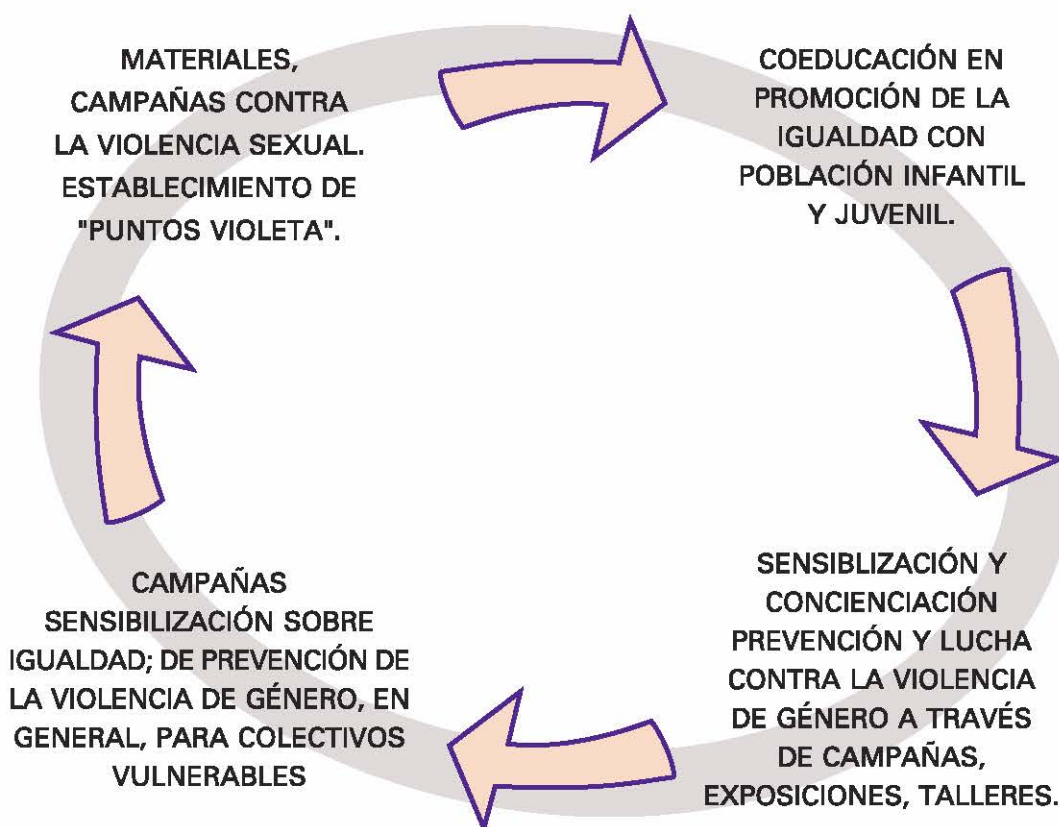 MATERIALES,
CAMPAÑAS CONTRA
LA VIOLENCIA SEXUAL.
ESTABLECIMIENTO DE
"PUNTOS VIOLETA".
COEDUCACIÓN EN
PROMOCIÓN DE LA
IGUALDAD CON
POBLACIÓN INFANTIL
Y JUVENIL.
SENSIBLIZACIÓN Y
CONCIENCIACIÓN
PREVENCIÓN Y LUCHA
CONTRA LA VIOLENCIA
DE GÉNERO A TRAVÉS
DE CAMPAÑAS,
EXPOSICIONES, TALLERES.
CAMPAÑAS
SENSIBILIZACIÓN SOBRE
IGUALDAD; DE PREVENCIÓN DE
LA VIOLENCIA DE GÉNERO, EN
GENERAL, PARA COLECTIVOS
VULNERABLES